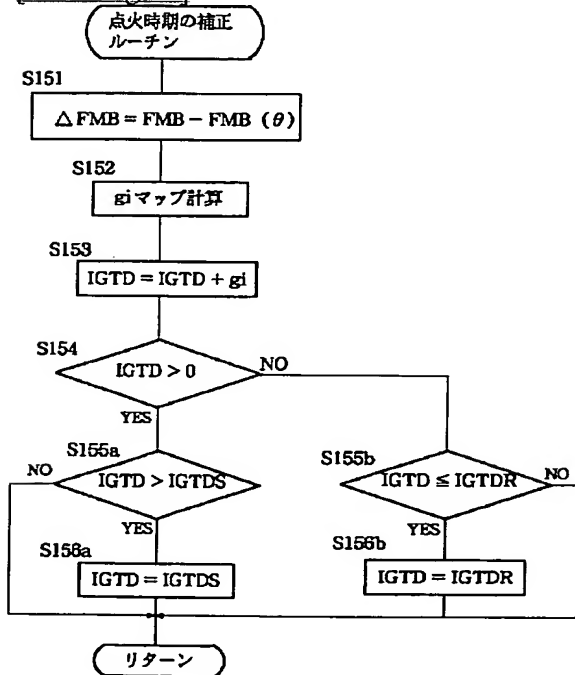 点火時期の補正
ルーチン
S151
△FMB = FMB − FMB (θ)
S152
giマップ計算
S153
IGTD = IGTD + gi
S154
IGTD > 0
NO
YES
S155a
NO
IGTD > IGTDS
YES
S155b
IGTD ≦ IGTDR
NO
YES
S156a
IGTD = IGTDS
S156b
IGTD = IGTDR
リターン